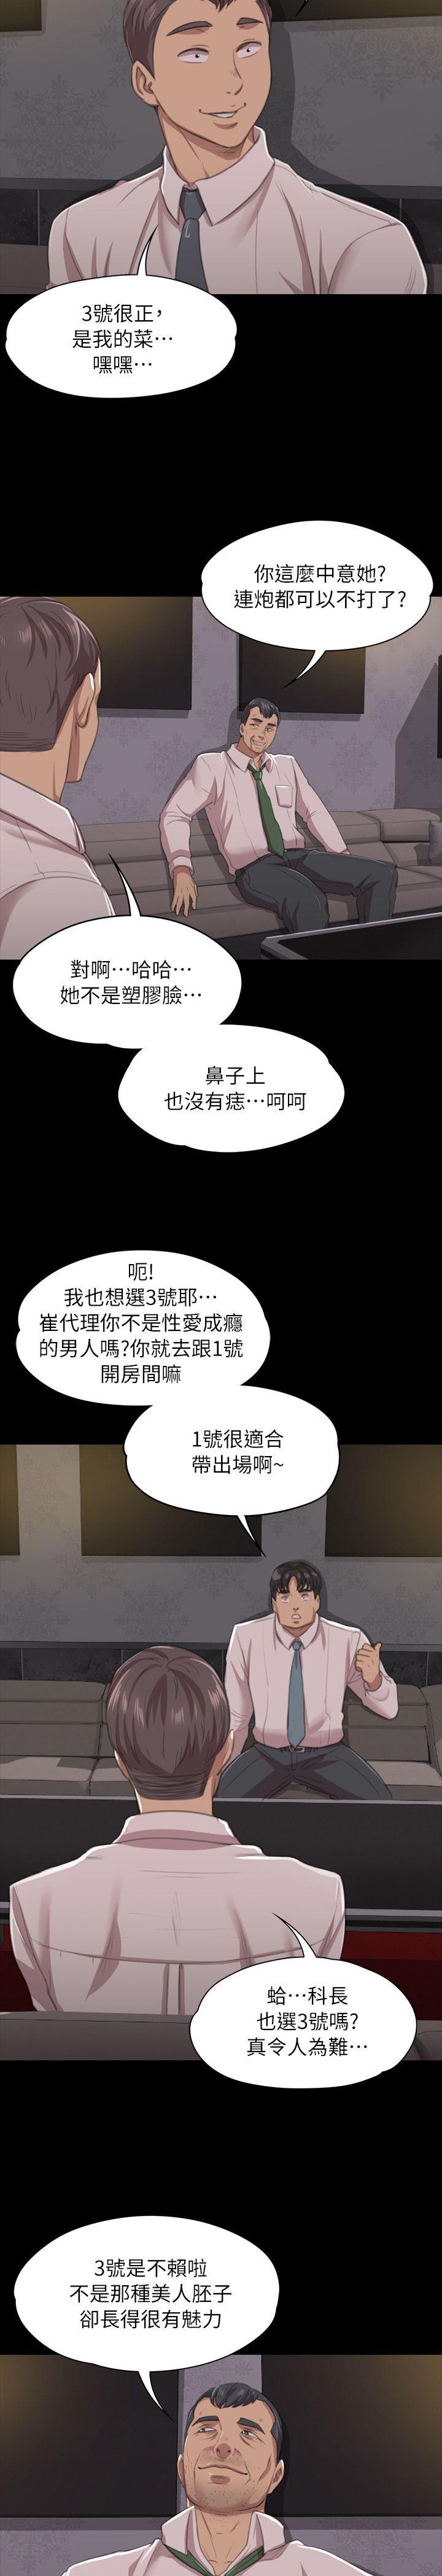 3號很正，
是我的菜⋯
嘿嘿⋯
你這麼中意她?
連炮都可以不打了?
對啊⋯哈哈⋯
她不是塑膠臉⋯
鼻子上
也沒有痣⋯呵呵
呃!
我也想選3號耶⋯
崔代理你不是性愛成癮
的男人嗎?你就去跟1號
開房間嘛
1號很適合
帶出場啊~
蛤⋯科長
也選3號嗎?
真令人為難⋯
3號是不賴啦
不是那種美人胚子
卻長得很有魅力